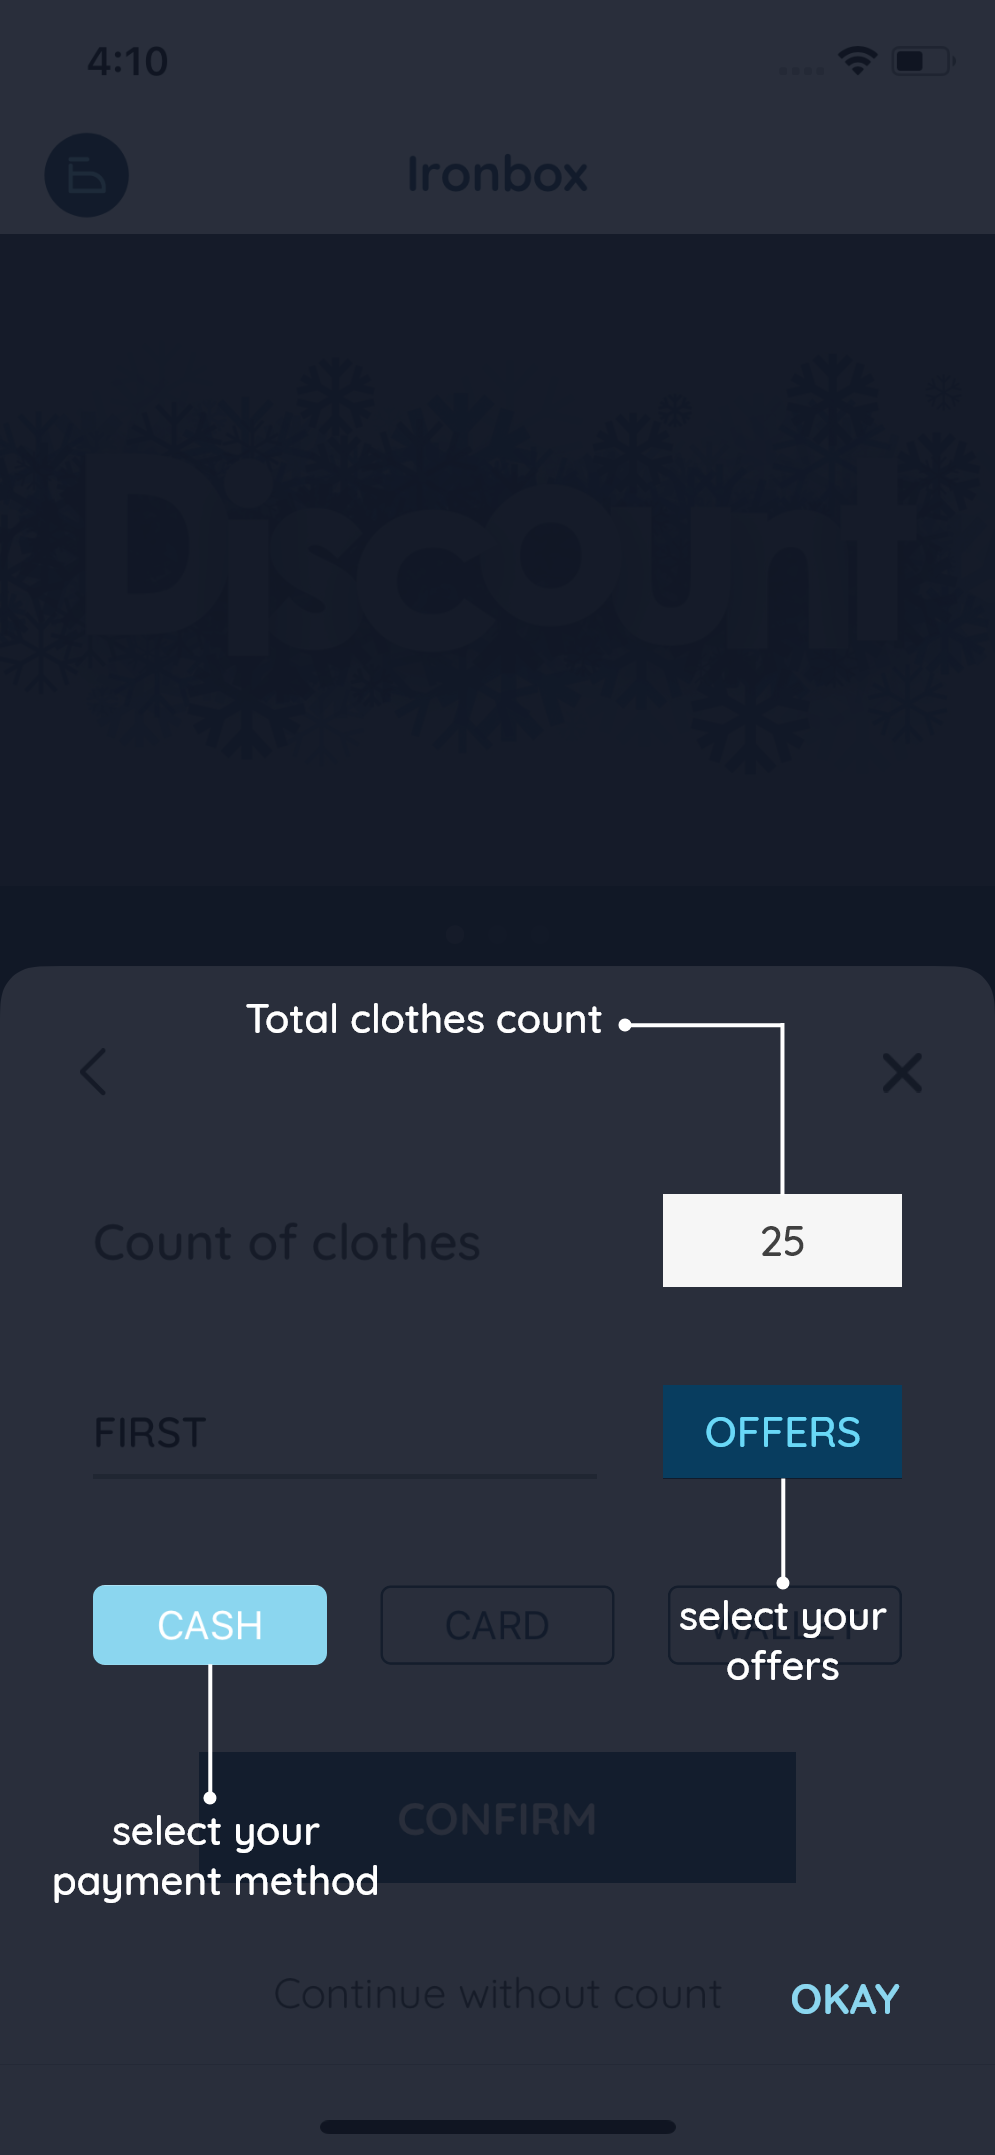 4:10
Ironbox
Discount
Total clothes count
Count of clothes
25
FIRST
OFFERS
CASH
CARD
WALLET
select your
offers
CONFIRM
select your
payment method
Continue without count
OKAY